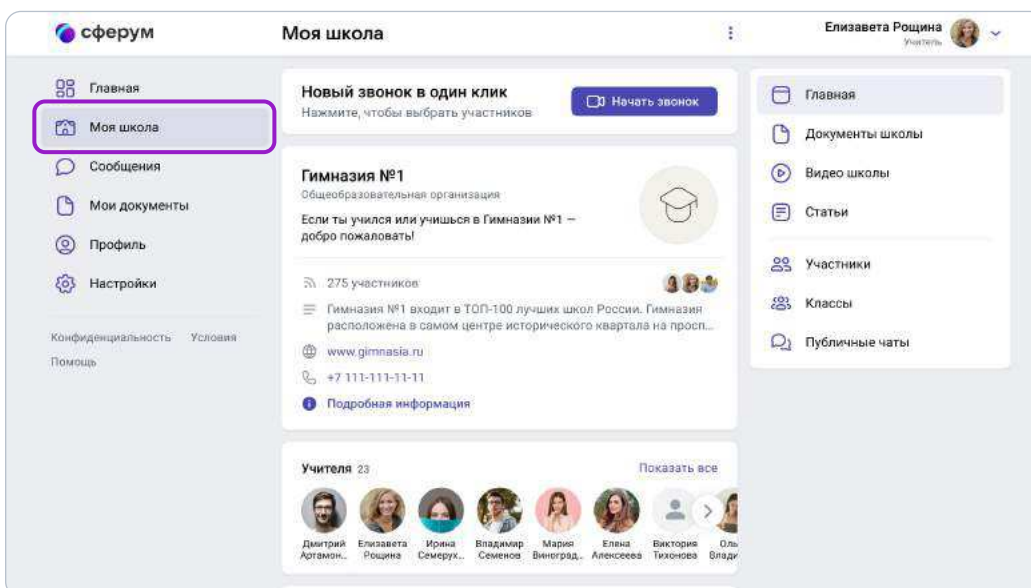 сферум
Моя школа
Елизавета Рощина
Учитель
Главная
Моя школа
Сообщения
Мои документы
Профиль
Настройки
Конфиденциальность Условия
Помощь
Новый звонок в один клик
Нажмите, чтобы выбрать участников
Начать звонок
Гимназия №1
Общеобразовательная организация
Если ты учился или учишься в Гимназии №1 —
добро пожаловать!
275 участников
Гимназия №1 входит в ТОП-100 лучших школ России. Гимназия
расположена в самом центре исторического квартала на просп...
www.gimnasia.ru
+7 111-111-11-11
Подробная информация
Учителя 23
Показать все
Дмитрий Артамон...
Елизавета Рощина
Ирина Семерух...
Владимир Семенов
Мария Виноград...
Елена Алексеева
Виктория Тихонова
Оль
Влади
Главная
Документы школы
Видео школы
Статьи
Участники
Классы
Публичные чаты